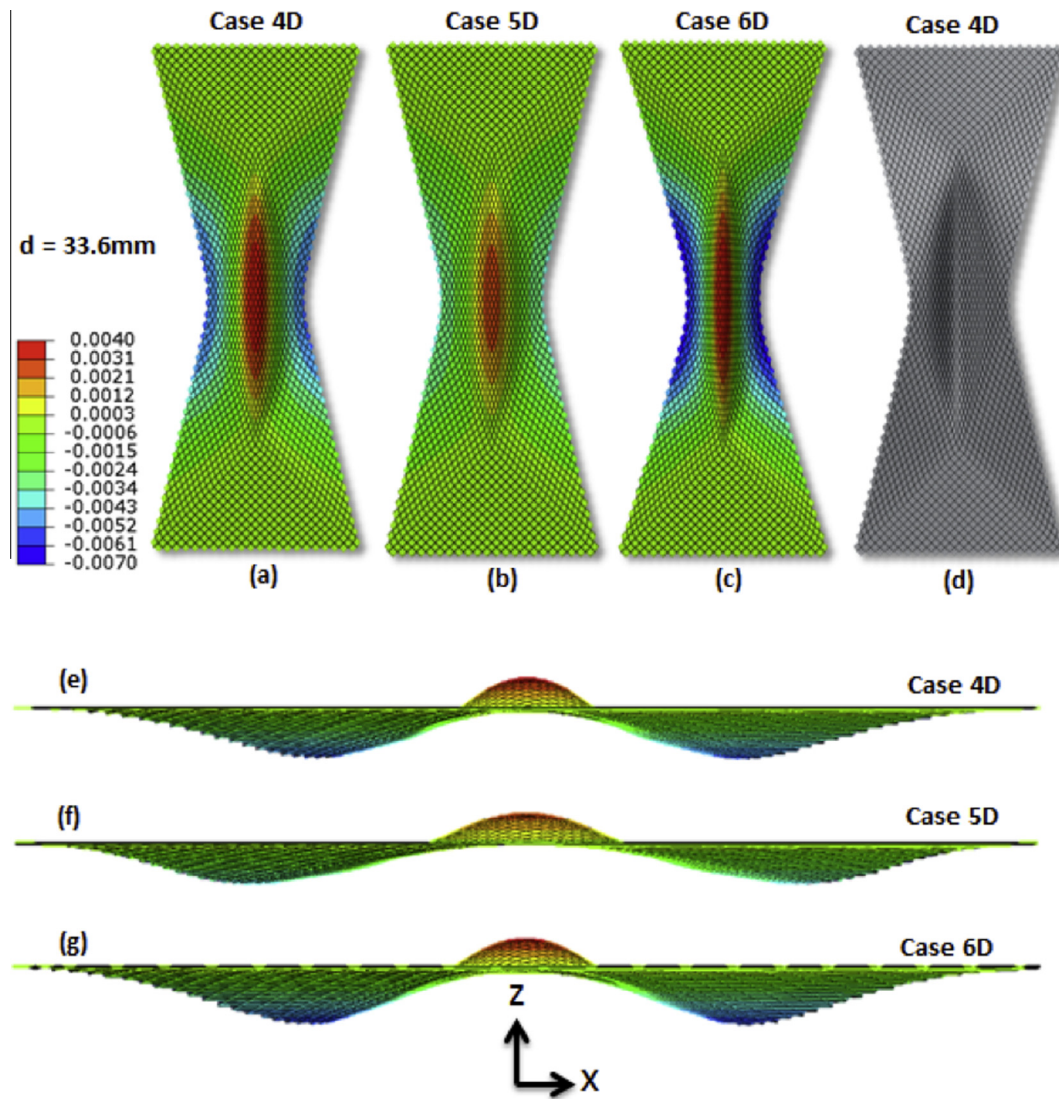 Case 4D Case 5D Case 6D Case 4D
d = 33.6mm
0.0040
0.0031
0.0021
0.0012
0.0003
-0.0006
-0.0015
-0.0024
-0.0034
-0.0043
-0.0052
-0.0061
-0.0070
(a) (b) (c) (d)
(e) Case 4D
(f) Case 5D
(g) Case 6D
Z
X